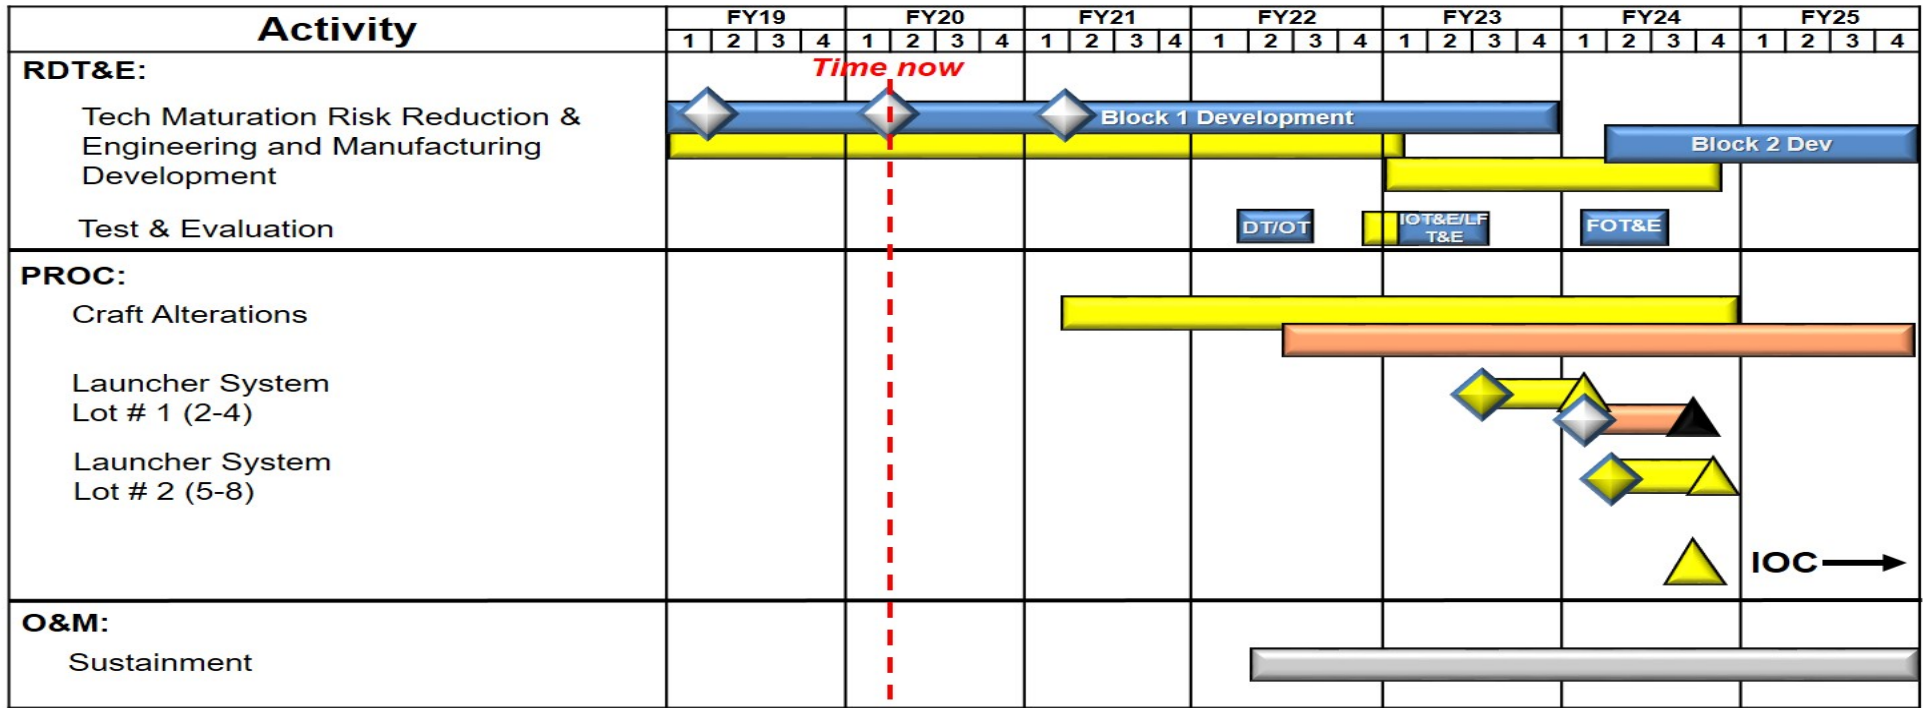 Activity
FY19 FY20 FY21 FY22 FY23 FY24 FY25
1 2 3 4 1 2 3 4 1 2 3 4 1 2 3 4 1 2 3 4 1 2 3 4 1 2 3 4
RDT&E:
Time now
Tech Maturation Risk Reduction &
Engineering and Manufacturing
Development
Block 1 Development
Block 2 Dev
Test & Evaluation
DT/OT
IOT&E/LF
T&E
FOT&E
PROC:
Craft Alterations
Launcher System
Lot # 1 (2-4)
Launcher System
Lot # 2 (5-8)
IOC
O&M:
Sustainment